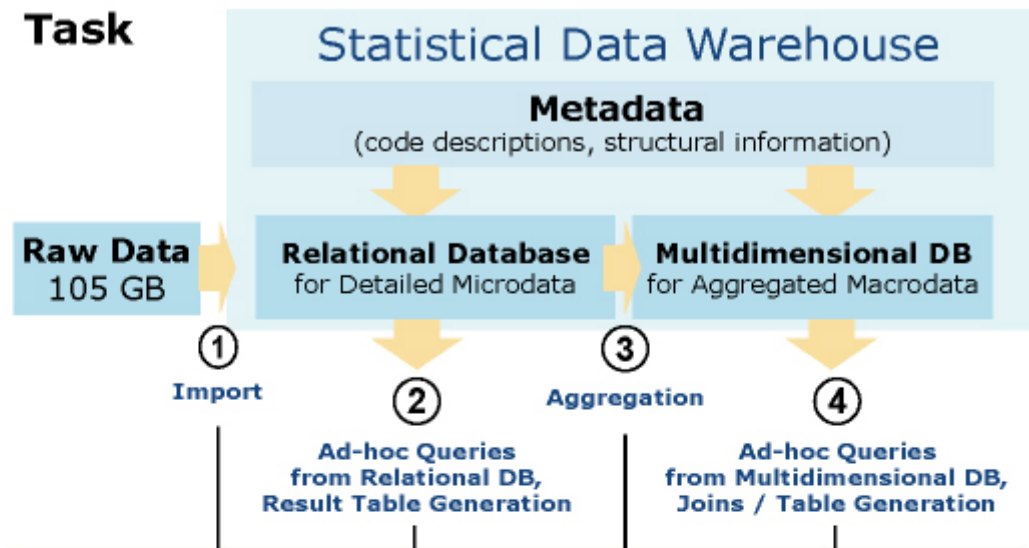 Task
Statistical Data Warehouse
Metadata
(code descriptions, structural information)
Raw Data
105 GB
Relational Database
for Detailed Microdata
Multidimensional DB
for Aggregated Macrodata
1
Import
2
Ad-hoc Queries
from Relational DB,
Result Table Generation
3
Aggregation
4
Ad-hoc Queries
from Multidimensional DB,
Joins / Table Generation